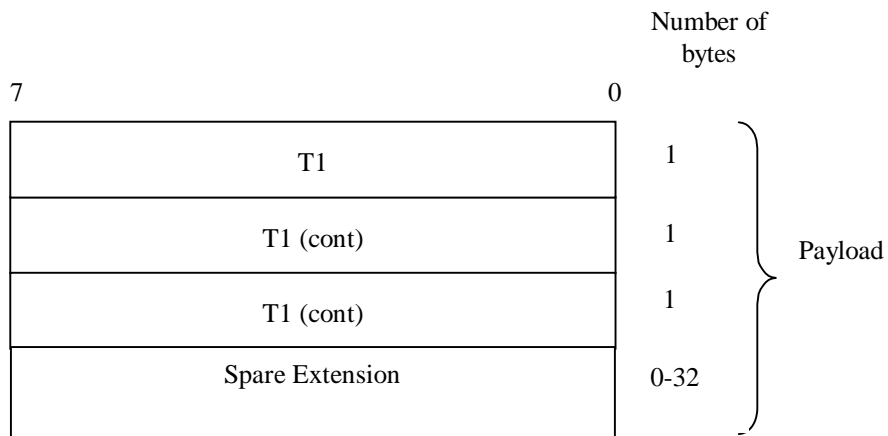 Number of
bytes
7 0
T1 1
T1 (cont) 1
Payload
T1 (cont) 1
Spare Extension 0-32